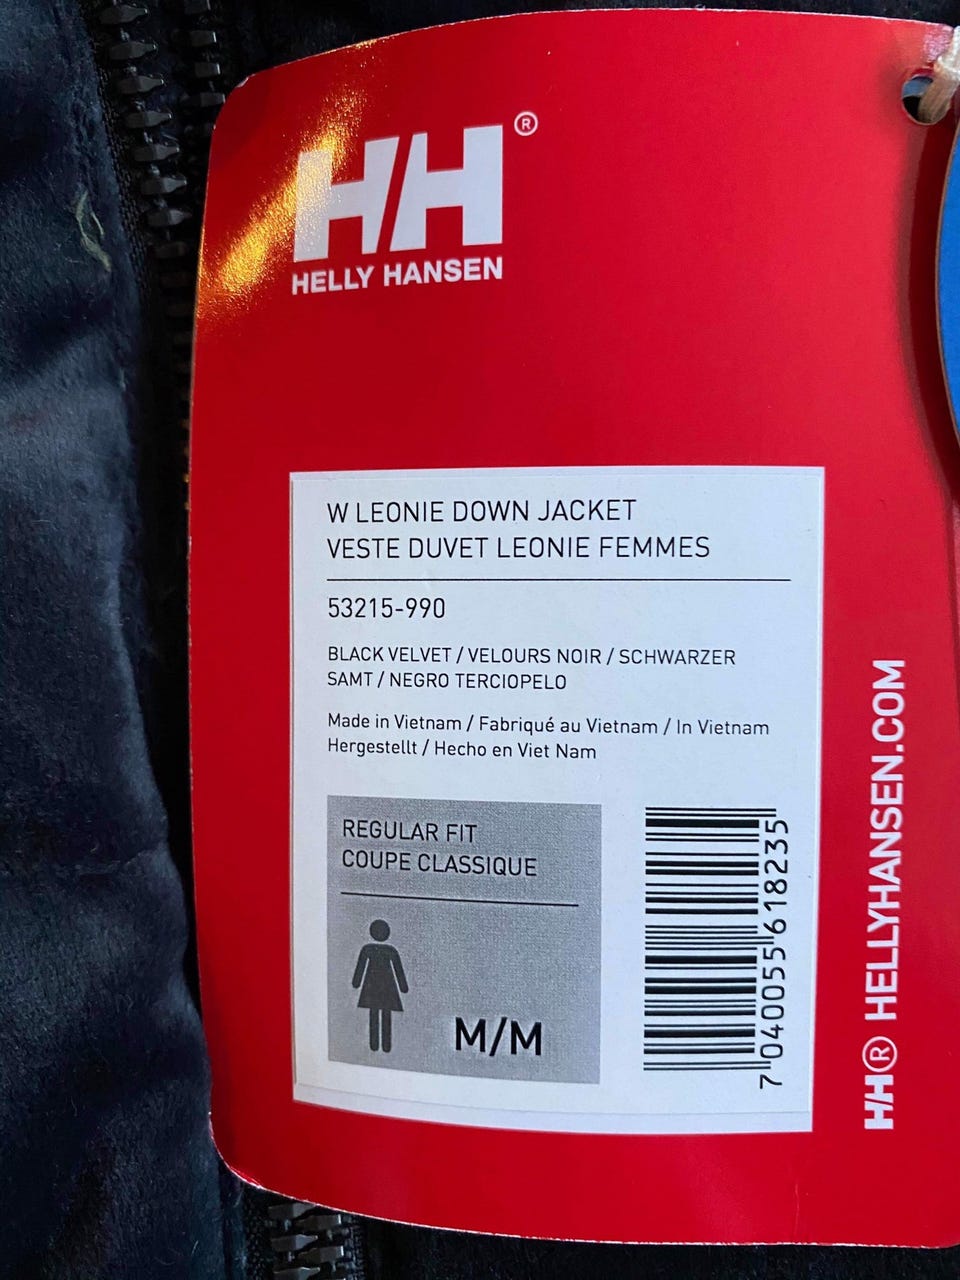 HH®
HELLY HANSEN
W LEONIE DOWN JACKET
VESTE DUVET LEONIE FEMMES
53215-990
BLACK VELVET / VELOURS NOIR / SCHWARZER
SAMT / NEGRO TERCIOPELO
Made in Vietnam / Fabriqué au Vietnam / In Vietnam
Hergestellt / Hecho en Viet Nam
REGULAR FIT
COUPE CLASSIQUE
M/M
7 040055 618235
HH® HELLYHANSEN.COM